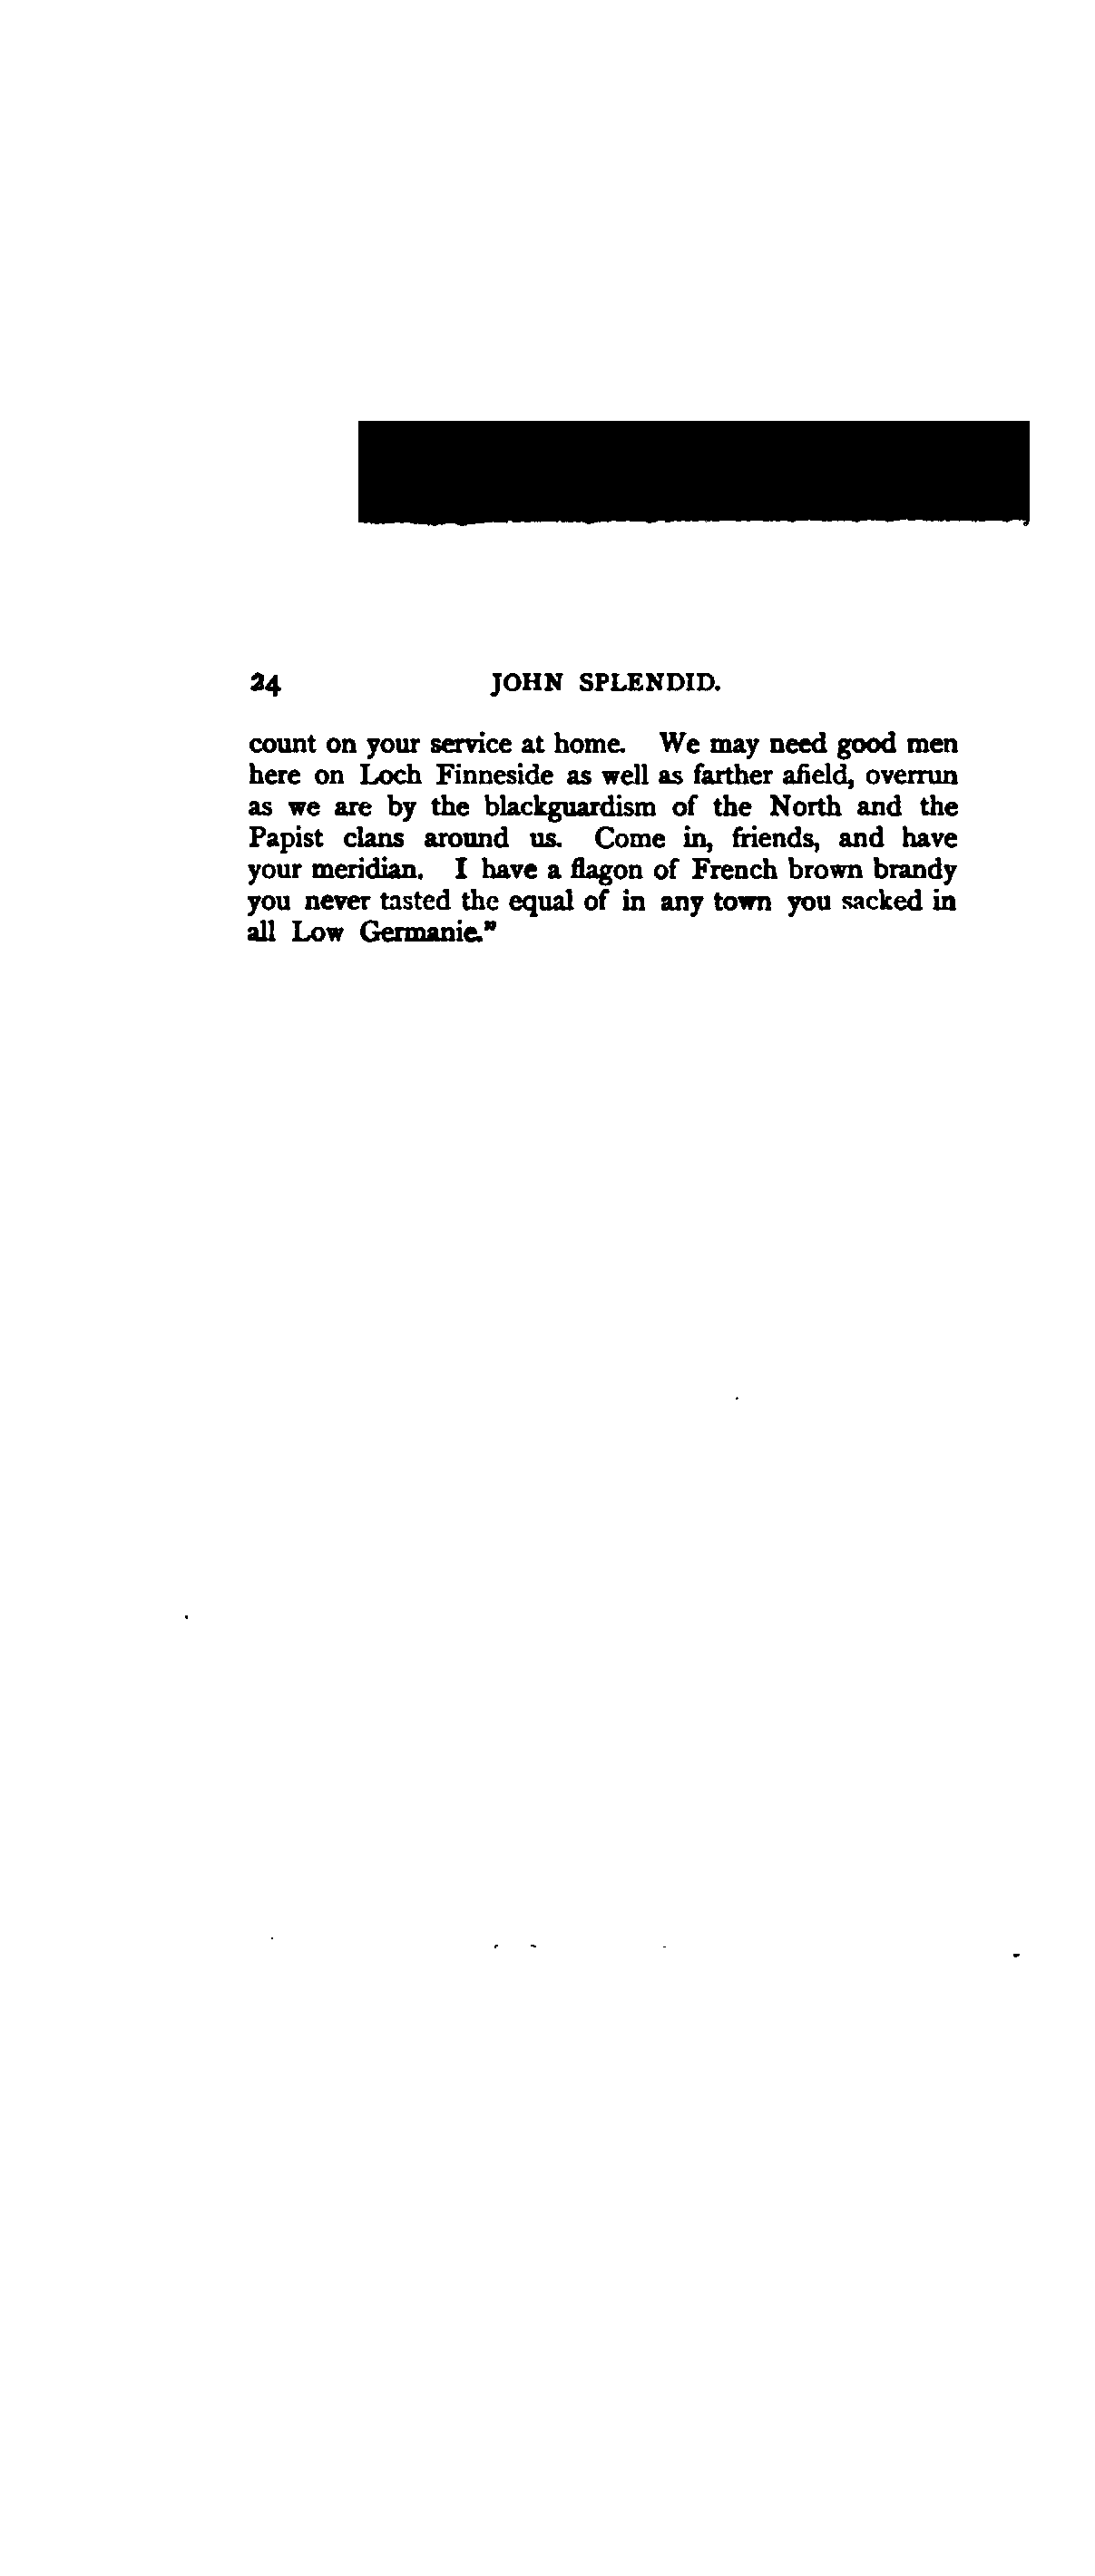 24 JOHN SPLENDID.
count on your service at home. We may need good men
here on Loch Finneside as well as farther afield, overrun
as we are by the blackguardism of the North and the
Papist clans around us. Come in, friends, and have
your meridian. I have a flagon of French brown brandy
you never tasted the equal of in any town you sacked in
all Low Germanie."